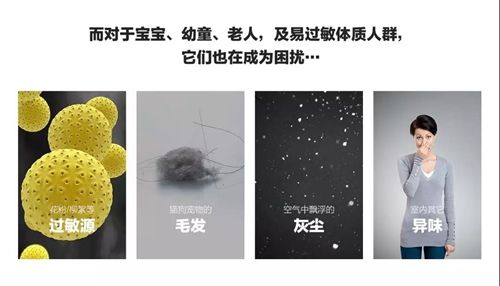 而对于宝宝、幼童、老人，及易过敏体质人群，
它们也在成为困扰…
花粉/柳絮等
过敏源
猫狗宠物的
毛发
空气中飘浮的
灰尘
室内其它
异味